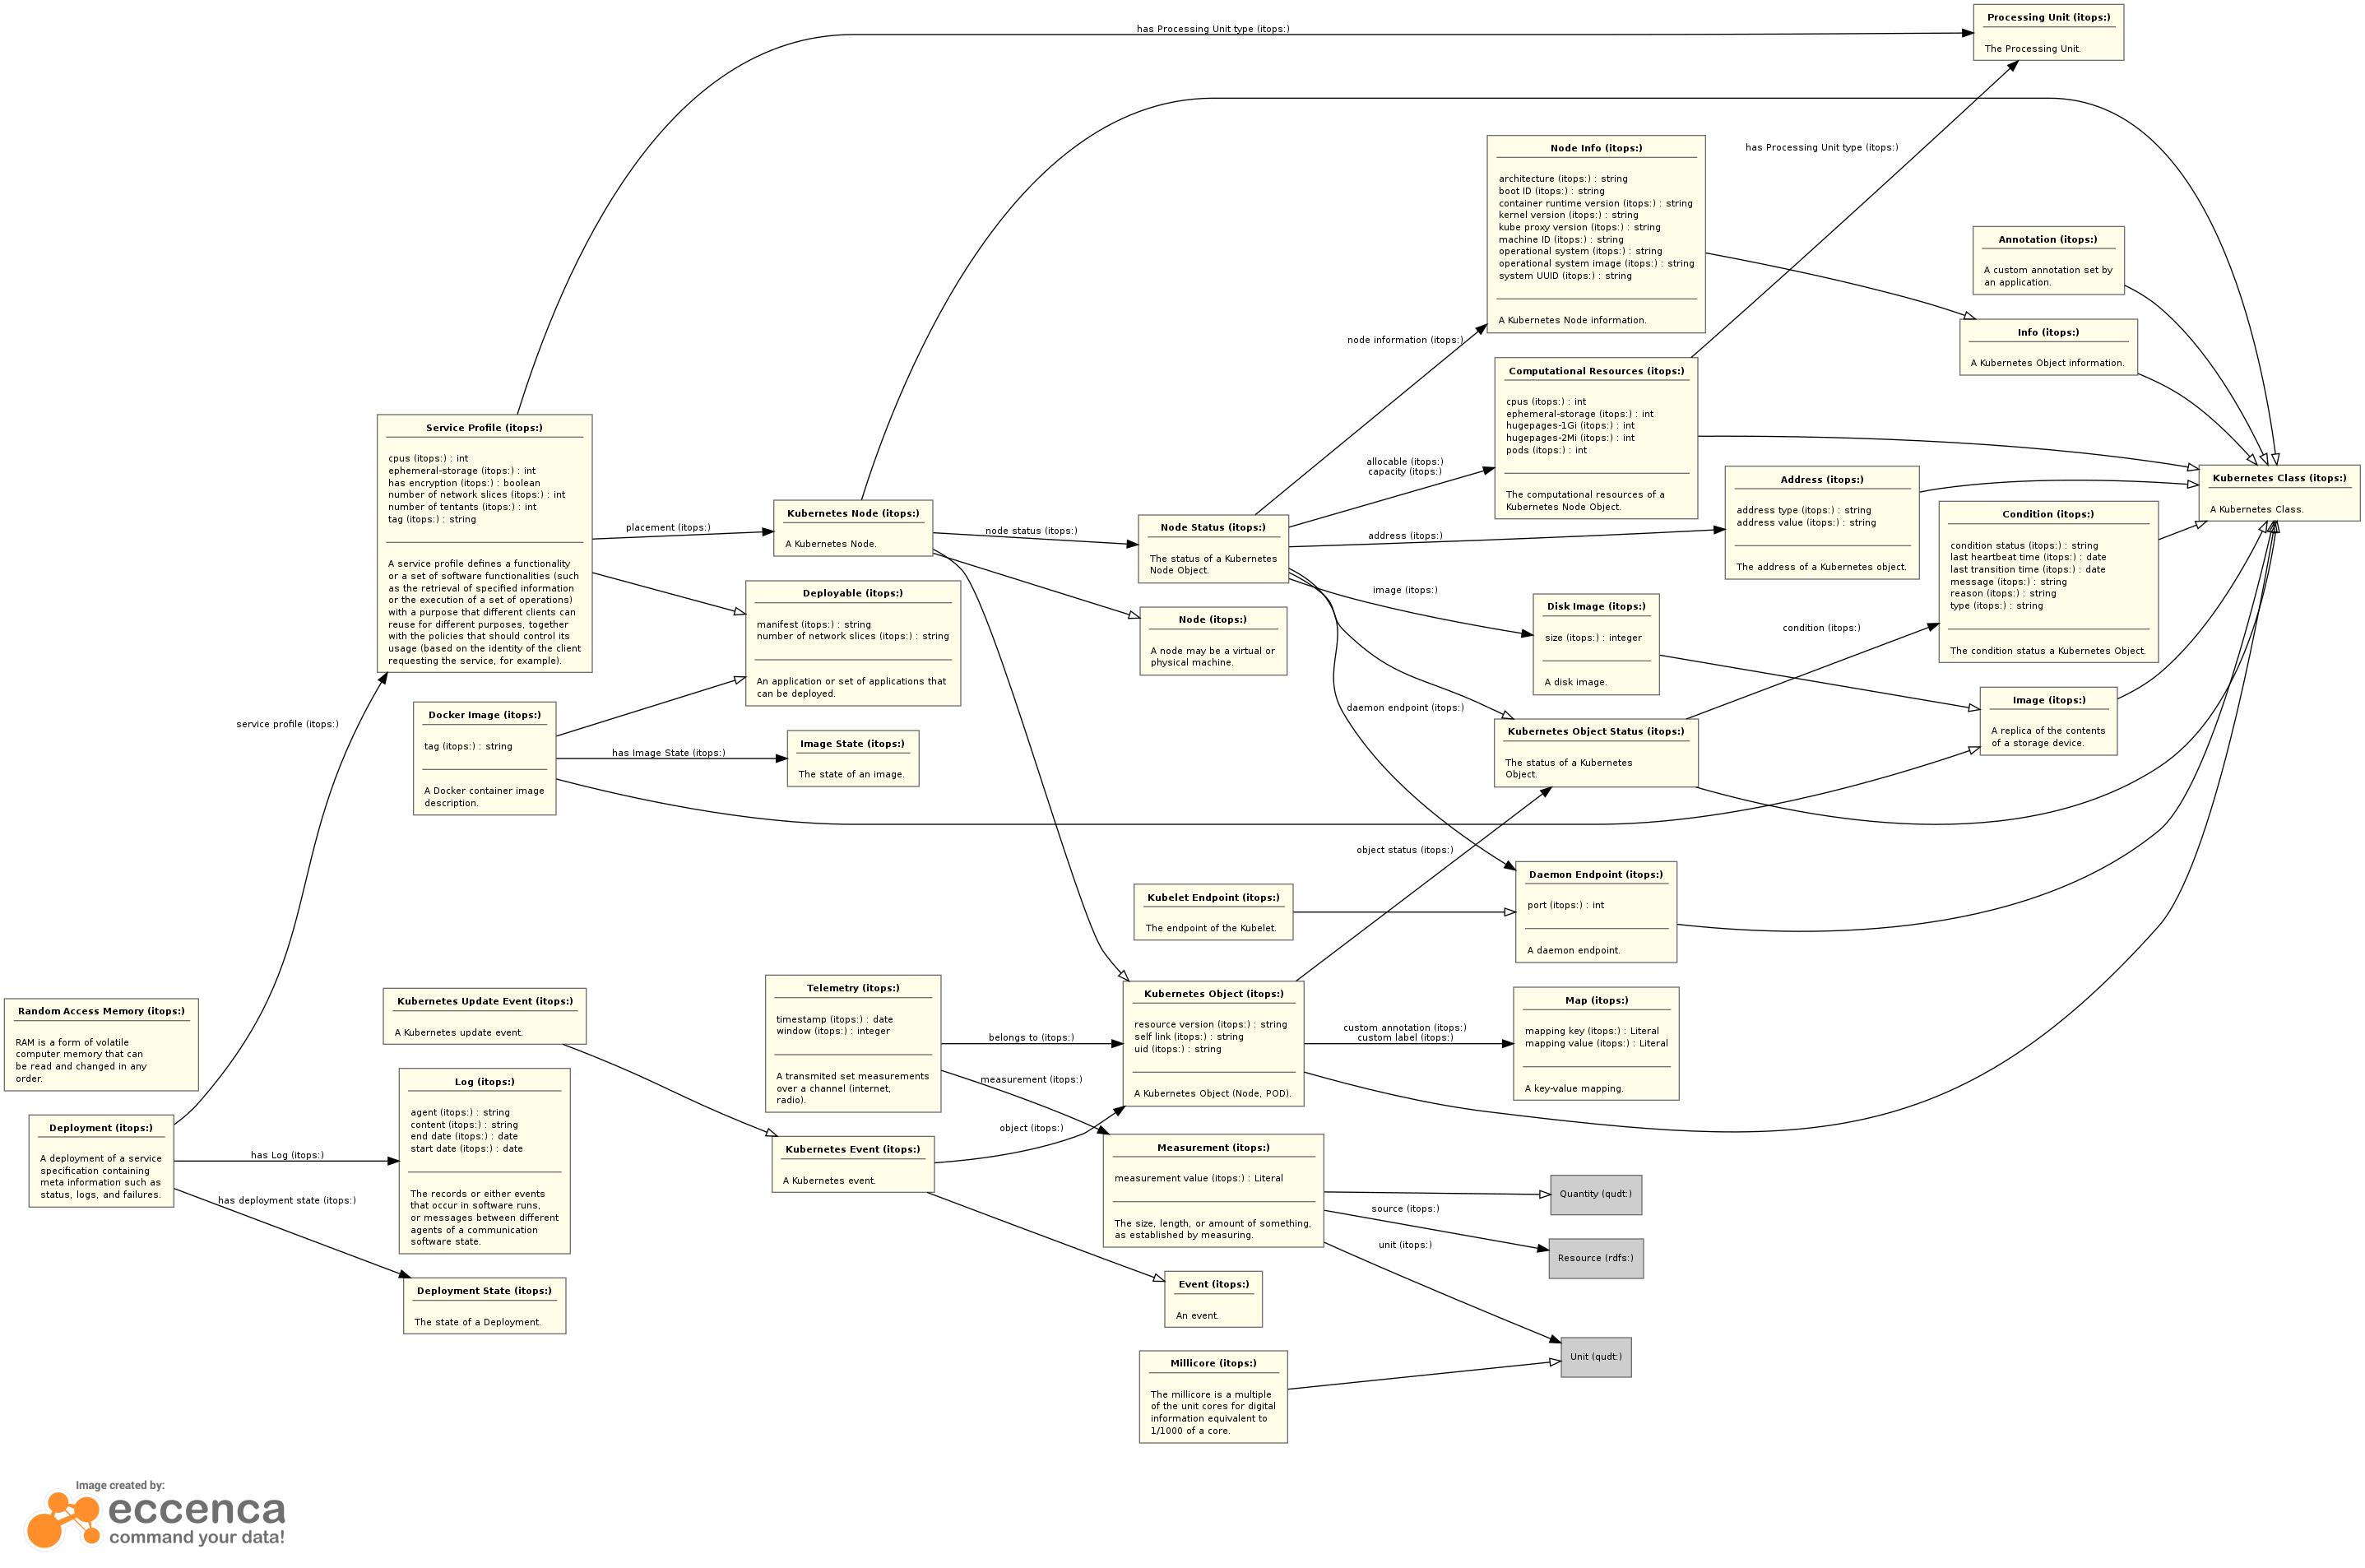 has Processing Unit type (itops:)
Processing Unit (itops:)
The Processing Unit.
has Processing Unit type (itops:)
Node Info (itops:)
architecture (itops:) : string
boot ID (itops:) : string
container runtime version (itops:) : string
kernel version (itops:) : string
kube proxy version (itops:) : string
machine ID (itops:) : string
operational system (itops:) : string
operational system image (itops:) : string
system UUID (itops:) : string
A Kubernetes Node information.
Annotation (itops:)
A custom annotation set by
an application.
Info (itops:)
A Kubernetes Object information.
node information (itops:)
Computational Resources (itops:)
cpus (itops:) : int
ephemeral-storage (itops:) : int
hugepages-1Gi (itops:) : int
hugepages-2Mi (itops:) : int
pods (itops:) : int
The computational resources of a
Kubernetes Node Object.
Service Profile (itops:)
cpus (itops:) : int
ephemeral-storage (itops:) : int
has encryption (itops:) : boolean
number of network slices (itops:) : int
number of tentants (itops:) : int
tag (itops:) : string
A service profile defines a functionality
or a set of software functionalities (such
as the retrieval of specified information
or the execution of a set of operations)
with a purpose that different clients can
reuse for different purposes, together
with the policies that should control its
usage (based on the identity of the client
requesting the service, for example).
placement (itops:)
Kubernetes Node (itops:)
A Kubernetes Node.
node status (itops:)
Node Status (itops:)
The status of a Kubernetes
Node Object.
allocable (itops:)
capacity (itops:)
address (itops:)
Address (itops:)
address type (itops:) : string
address value (itops:) : string
The address of a Kubernetes object.
Kubernetes Class (itops:)
A Kubernetes Class.
Condition (itops:)
condition status (itops:) : string
last heartbeat time (itops:) : date
last transition time (itops:) : date
message (itops:) : string
reason (itops:) : string
type (itops:) : string
The condition status a Kubernetes Object.
Deployable (itops:)
manifest (itops:) : string
number of network slices (itops:) : string
An application or set of applications that
can be deployed.
Node (itops:)
A node may be a virtual or
physical machine.
image (itops:)
Disk Image (itops:)
size (itops:) : integer
A disk image.
condition (itops:)
Image (itops:)
A replica of the contents
of a storage device.
service profile (itops:)
Docker Image (itops:)
tag (itops:) : string
A Docker container image
description.
has Image State (itops:)
Image State (itops:)
The state of an image.
daemon endpoint (itops:)
Kubernetes Object Status (itops:)
The status of a Kubernetes
Object.
object status (itops:)
Kubelet Endpoint (itops:)
The endpoint of the Kubelet.
Daemon Endpoint (itops:)
port (itops:) : int
A daemon endpoint.
Random Access Memory (itops:)
RAM is a form of volatile
computer memory that can
be read and changed in any
order.
Kubernetes Update Event (itops:)
A Kubernetes update event.
Telemetry (itops:)
timestamp (itops:) : date
window (itops:) : integer
A transmited set measurements
over a channel (internet,
radio).
belongs to (itops:)
measurement (itops:)
Kubernetes Object (itops:)
resource version (itops:) : string
self link (itops:) : string
uid (itops:) : string
A Kubernetes Object (Node, POD).
custom annotation (itops:)
custom label (itops:)
Map (itops:)
mapping key (itops:) : Literal
mapping value (itops:) : Literal
A key-value mapping.
Deployment (itops:)
A deployment of a service
specification containing
meta information such as
status, logs, and failures.
has Log (itops:)
has deployment state (itops:)
Log (itops:)
agent (itops:) : string
content (itops:) : string
end date (itops:) : date
start date (itops:) : date
The records or either events
that occur in software runs,
or messages between different
agents of a communication
software state.
Deployment State (itops:)
The state of a Deployment.
Kubernetes Event (itops:)
A Kubernetes event.
object (itops:)
Measurement (itops:)
measurement value (itops:) : Literal
The size, length, or amount of something,
as established by measuring.
Quantity (qudt:)
source (itops:)
Resource (rdfs:)
unit (itops:)
Unit (qudt:)
Event (itops:)
An event.
Millicore (itops:)
The millicore is a multiple
of the unit cores for digital
information equivalent to
1/1000 of a core.
Image created by:
eccenca
command your data!